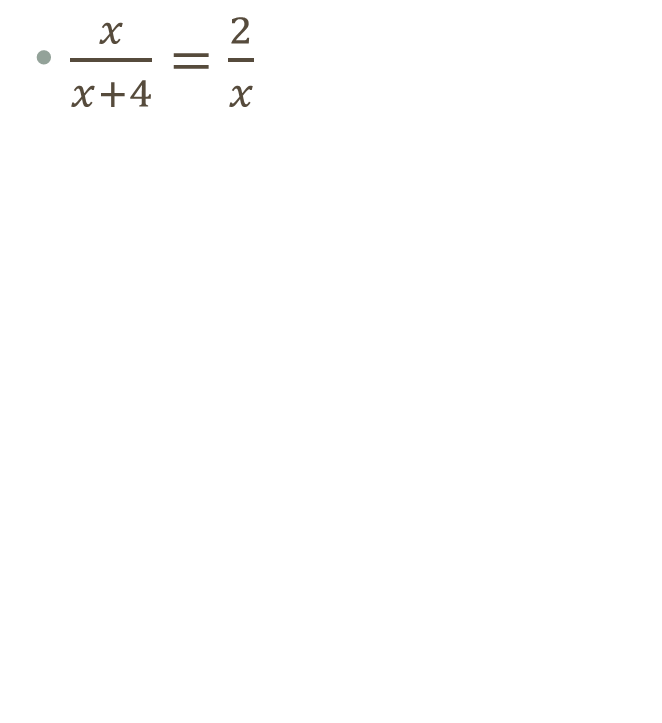 • x/(x+4) = 2/x